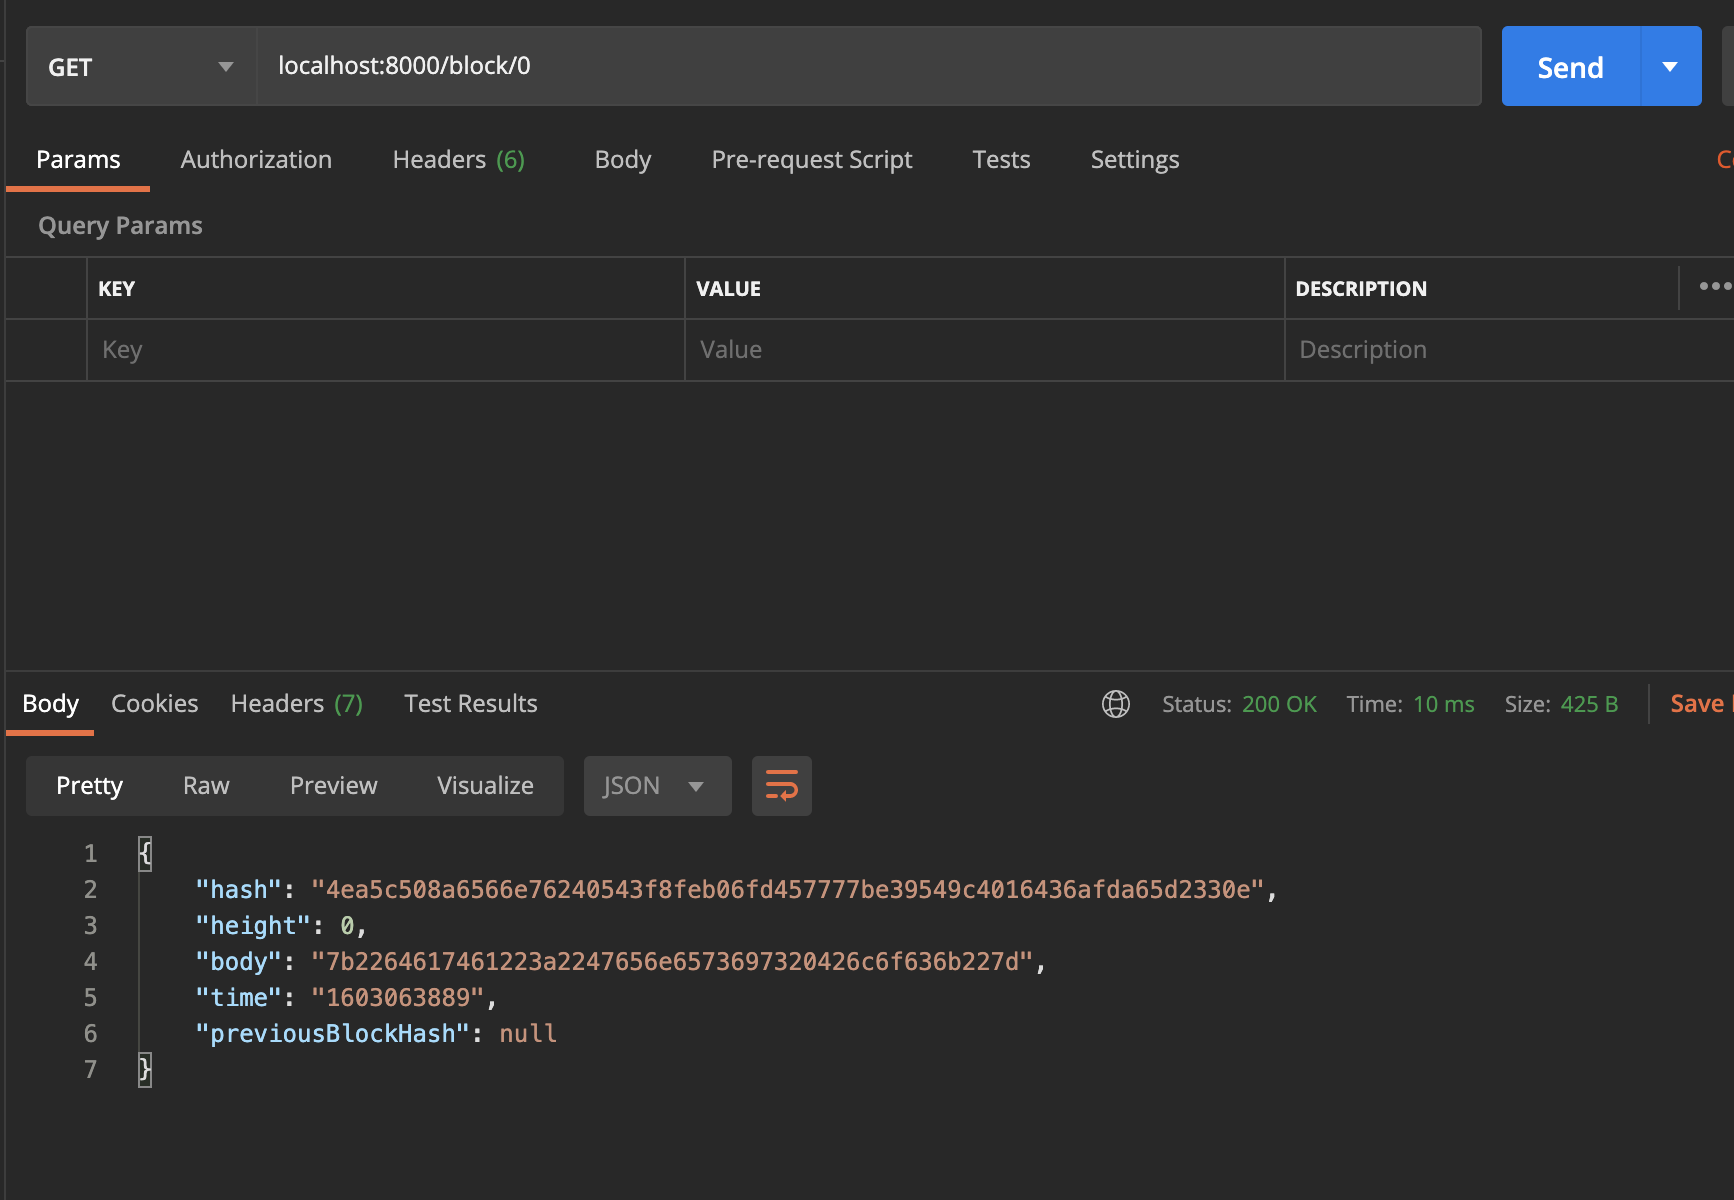 GET localhost:8000/block/0 Send
Params Authorization Headers (6) Body Pre-request Script Tests Settings
Query Params
KEY VALUE DESCRIPTION
Key Value Description
Body Cookies Headers (7) Test Results Status: 200 OK Time: 10 ms Size: 425 B Save
Pretty Raw Preview Visualize JSON
1 {
2 "hash": "4ea5c508a6566e76240543f8feb06fd457777be39549c4016436afda65d2330e",
3 "height": 0,
4 "body": "7b2264617461223a2247656e6573697320426c6f636b227d",
5 "time": "1603063889",
6 "previousBlockHash": null
7 }